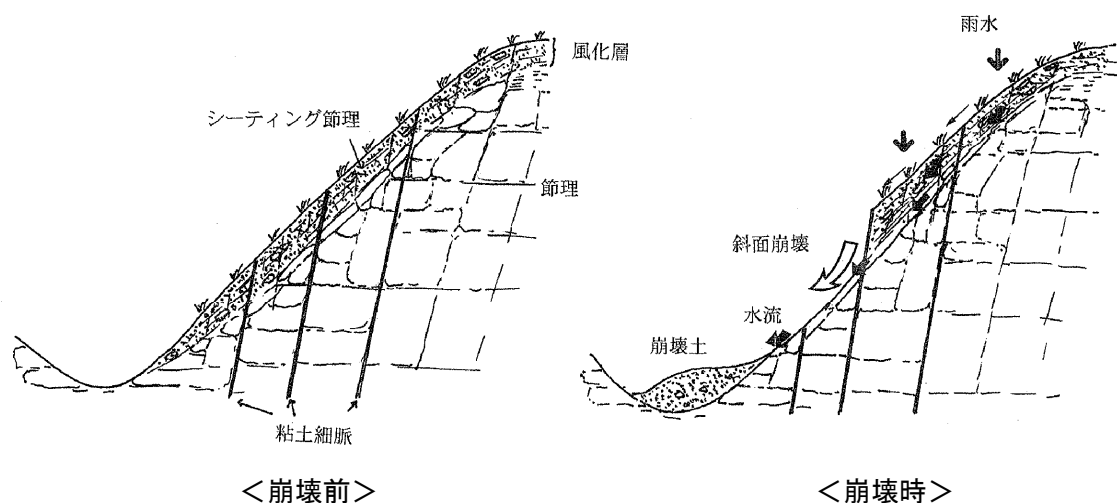 風化層
シーティング節理
節理
粘土細脈
＜崩壊前＞
雨水
斜面崩壊
水流
崩壊土
＜崩壊時＞